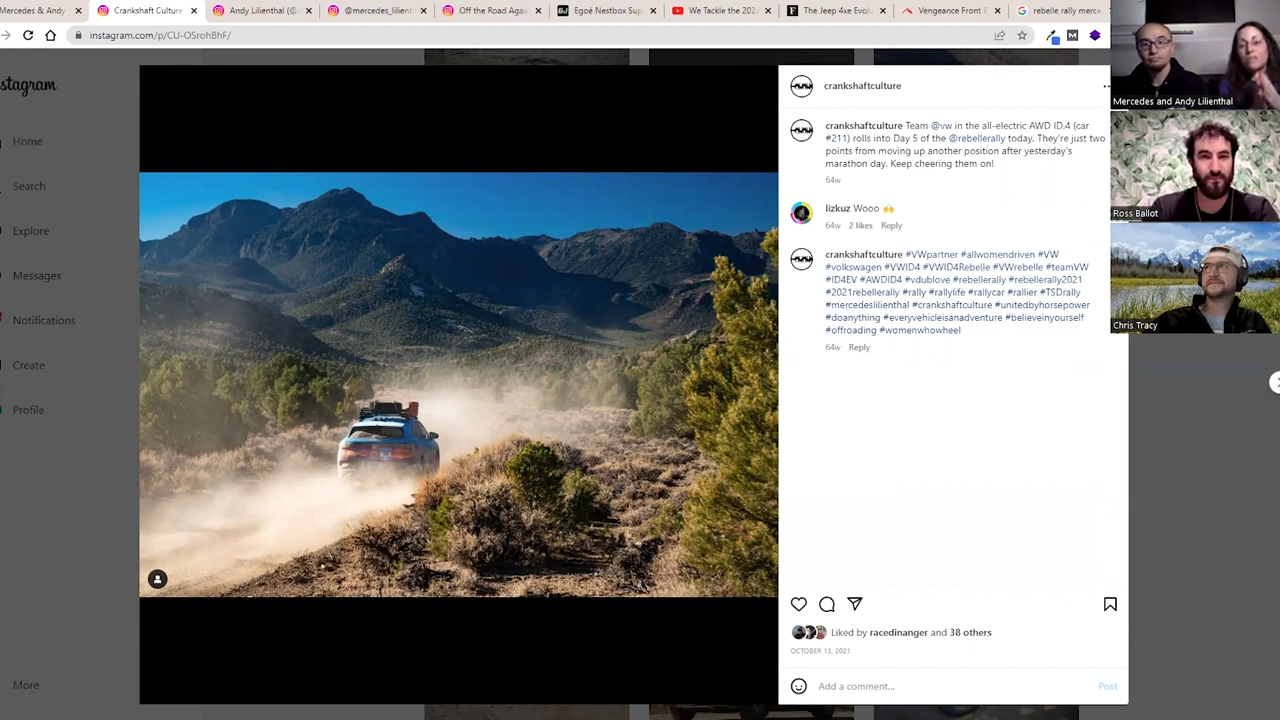 Mercedes & Andy
Crankshaft Culture
Andy Lilienthal (@
@mercedes_lilient
Off the Road Again
Egoé Nestbox Sup
We Tackle the 202
The Jeep 4xe Evolu
Vengeance Front B
rebelle rally merce
instagram.com/p/CU-OSrohBhF/
stagram
Home
Search
Explore
Messages
Notifications
Create
Profile
More
crankshaftculture
crankshaftculture Team @vw in the all-electric AWD ID.4 (car
#211) rolls into Day 5 of the @rebellerally today. They're just two
points from moving up another position after yesterday's
marathon day. Keep cheering them on!
64w
lizkuz Wooo 🙌
64w 2 likes Reply
crankshaftculture #VWpartner #allwomendriven #VW
#volkswagen #VWID4 #VWID4Rebelle #VWrebelle #teamVW
#ID4EV #AWDID4 #vdublove #rebellerally #rebellerally2021
#2021rebellerally #rally #rallylife #rallycar #rallier #TSDrally
#mercedeslilienthal #crankshaftculture #unitedbyhorsepower
#doanything #everyvehicleisanadventure #believeinyourself
#offroading #womenwhowheel
64w Reply
Liked by racedinanger and 38 others
OCTOBER 13, 2021
Add a comment...
Post
Mercedes and Andy Lilienthal
Ross Ballot
Chris Tracy